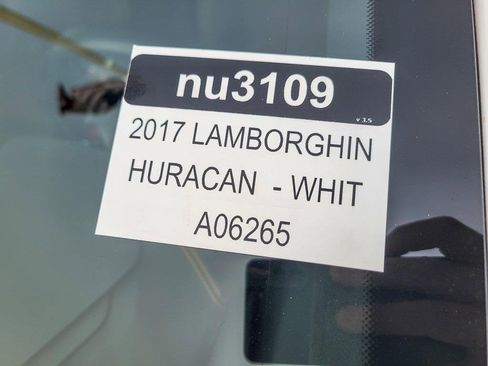 nu3109
v 3.5
2017 LAMBORGHIN
HURACAN - WHIT
A06265